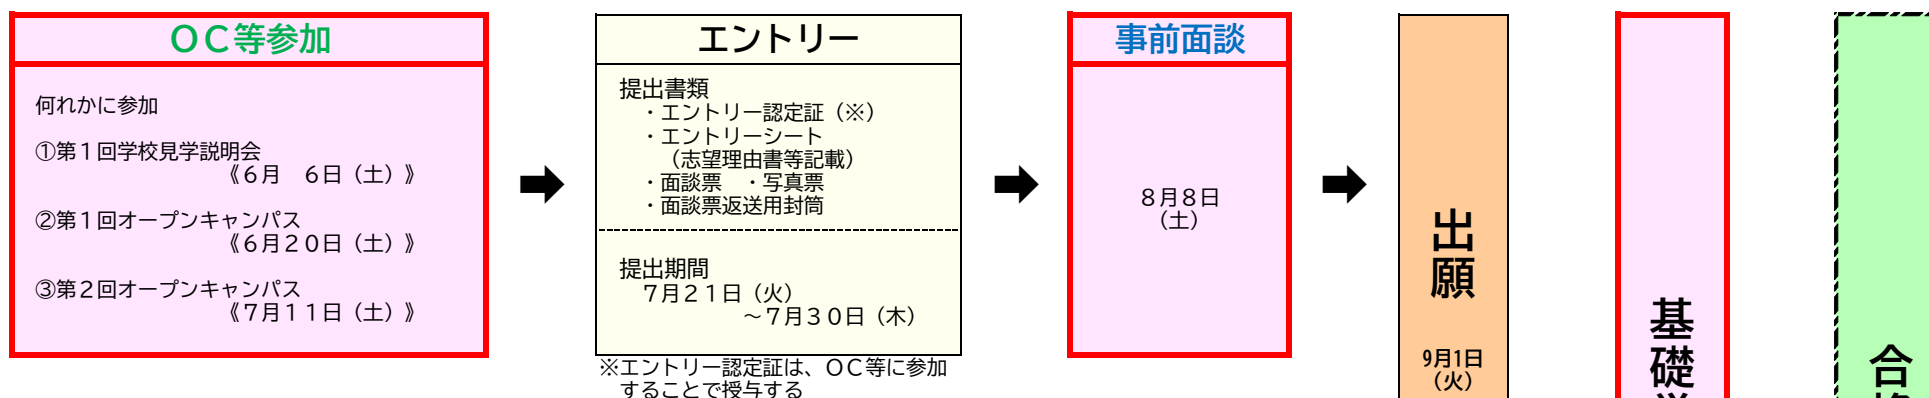 OC等参加
何れかに参加
①第1回学校見学説明会
《6月　6日（土）》
②第1回オープンキャンパス
《6月20日（土）》
③第2回オープンキャンパス
《7月11日（土）》
エントリー
提出書類
・エントリー認定証（※）
・エントリーシート
（志望理由書等記載）
・面談票　・写真票
・面談票返送用封筒
提出期間
7月21日（火）
～7月30日（木）
※エントリー認定証は、OC等に参加
することで授与する
事前面談
8月8日
（土）
出願
9月1日
（火）
基礎
合